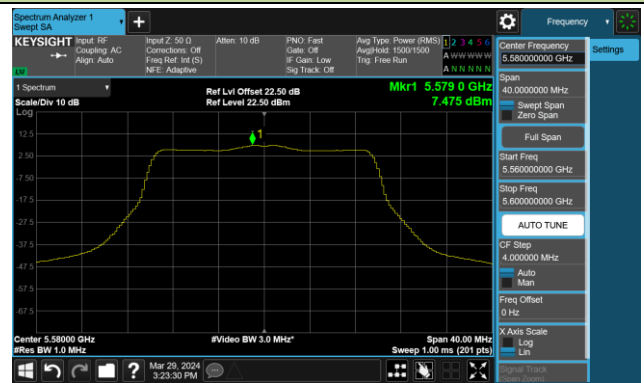 Spectrum Analyzer 1
Swept SA
Frequency
KEYSIGHT
Input: RF
Coupling: AC
Align: Auto
Input Z: 50 Ω
Corrections: Off
Freq Ref: Int (S)
NFE: Adaptive
Atten: 10 dB
PNO: Fast
Gate: Off
IF Gain: Low
Sig Track: Off
Avg Type: Power (RMS)
Avg|Hold: 1500/1500
Trig: Free Run
1 2 3 4 5 6
A W W W W W
A N N N N N
LXI
1 Spectrum
Scale/Div 10 dB
Log
Ref Lvl Offset 22.50 dB
Ref Level 22.50 dBm
Mkr1 5.579 0 GHz
7.475 dBm
1
12.5
2.50
-7.50
-17.5
-27.5
-37.5
-47.5
-57.5
-67.5
Center 5.58000 GHz
#Res BW 1.0 MHz
#Video BW 3.0 MHz*
Span 40.00 MHz
Sweep 1.00 ms (201 pts)
Mar 29, 2024
3:23:30 PM
Center Frequency
5.580000000 GHz
Span
40.0000000 MHz
Swept Span
Zero Span
Full Span
Start Freq
5.560000000 GHz
Stop Freq
5.600000000 GHz
AUTO TUNE
CF Step
4.000000 MHz
Auto
Man
Freq Offset
0 Hz
X Axis Scale
Log
Lin
Signal Track
(Span Zoom)
Settings